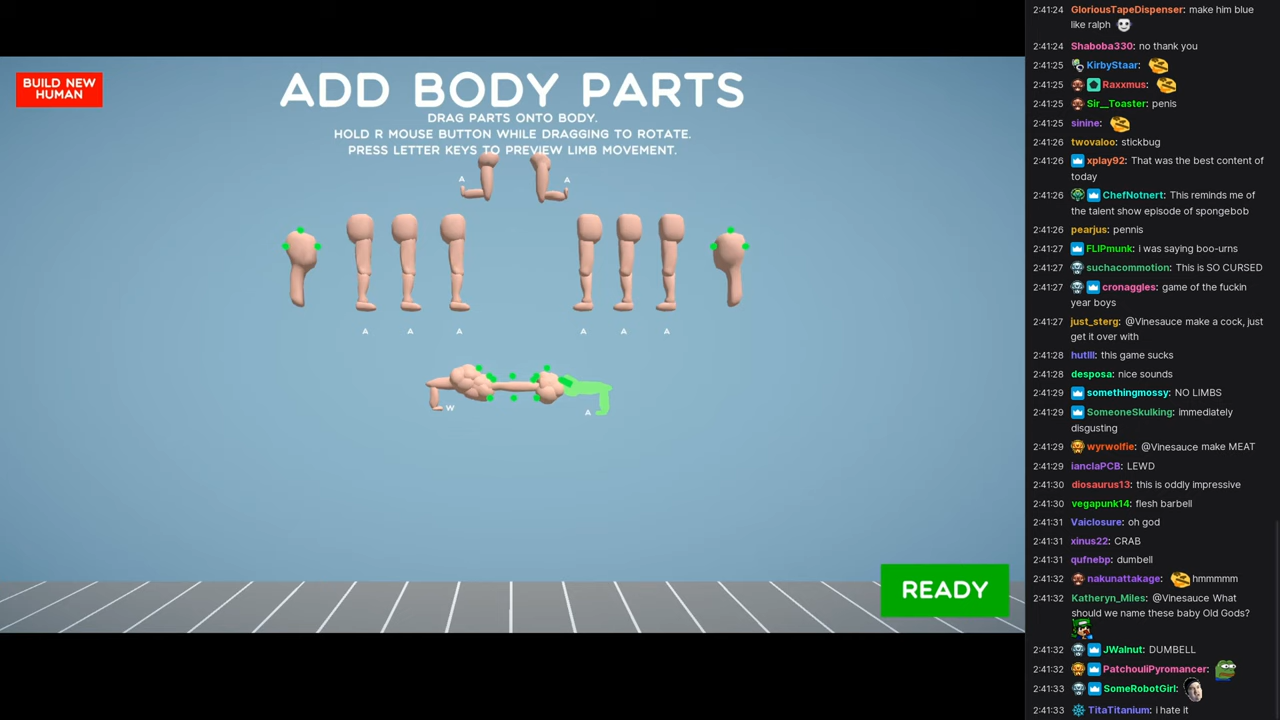 BUILD NEW
HUMAN
ADD BODY PARTS
DRAG PARTS ONTO BODY.
HOLD R MOUSE BUTTON WHILE DRAGGING TO ROTATE.
PRESS LETTER KEYS TO PREVIEW LIMB MOVEMENT.
A
A
A
A
A
A
A
A
W
A
READY
2:41:24 GloriousTapeDispenser: make him blue
like ralph
2:41:24 Shaboba330: no thank you
2:41:25 KirbyStaar:
2:41:25 Raxxmus:
2:41:25 Sir__Toaster: penis
2:41:25 sinine:
2:41:26 twovaloo: stickbug
2:41:26 xplay92: That was the best content of
today
2:41:26 ChefNotnert: This reminds me of
the talent show episode of spongebob
2:41:26 pearjus: pennis
2:41:27 FLIPmunk: i was saying boo-urns
2:41:27 suchacommotion: This is SO CURSED
2:41:27 cronaggles: game of the fuckin
year boys
2:41:27 just_sterg: @Vinesauce make a cock, just
get it over with
2:41:28 hutlll: this game sucks
2:41:28 desposa: nice sounds
2:41:29 somethingmossy: NO LIMBS
2:41:29 SomeoneSkulking: immediately
disgusting
2:41:29 wyrwolfie: @Vinesauce make MEAT
2:41:29 ianclaPCB: LEWD
2:41:30 diosaurus13: this is oddly impressive
2:41:30 vegapunk14: flesh barbell
2:41:31 Vaiclosure: oh god
2:41:31 xinus22: CRAB
2:41:31 qufnebp: dumbell
2:41:32 nakunattakage: hmmmmm
2:41:32 Katheryn_Miles: @Vinesauce What
should we name these baby Old Gods?
2:41:32 JWalnut: DUMBELL
2:41:32 PatchouliPyromancer:
2:41:33 SomeRobotGirl:
2:41:33 TitaTitanium: i hate it